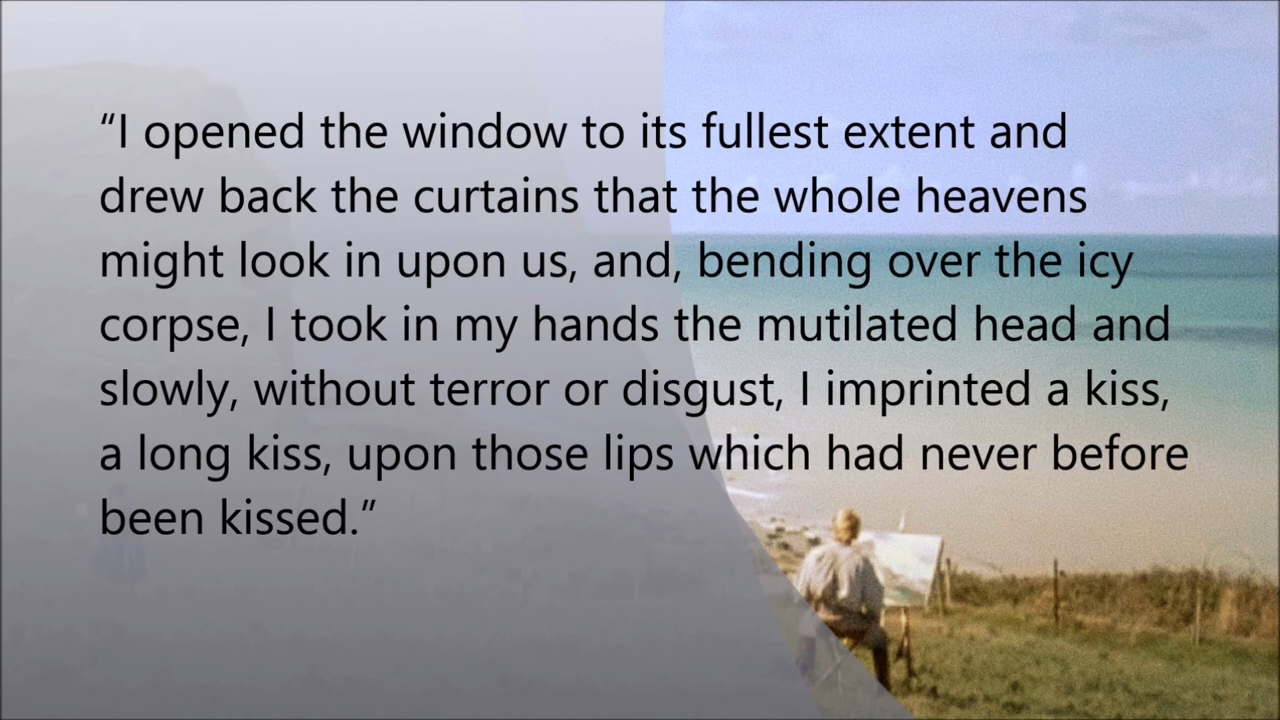 “I opened the window to its fullest extent and
drew back the curtains that the whole heavens
might look in upon us, and, bending over the icy
corpse, I took in my hands the mutilated head and
slowly, without terror or disgust, I imprinted a kiss,
a long kiss, upon those lips which had never before
been kissed.”